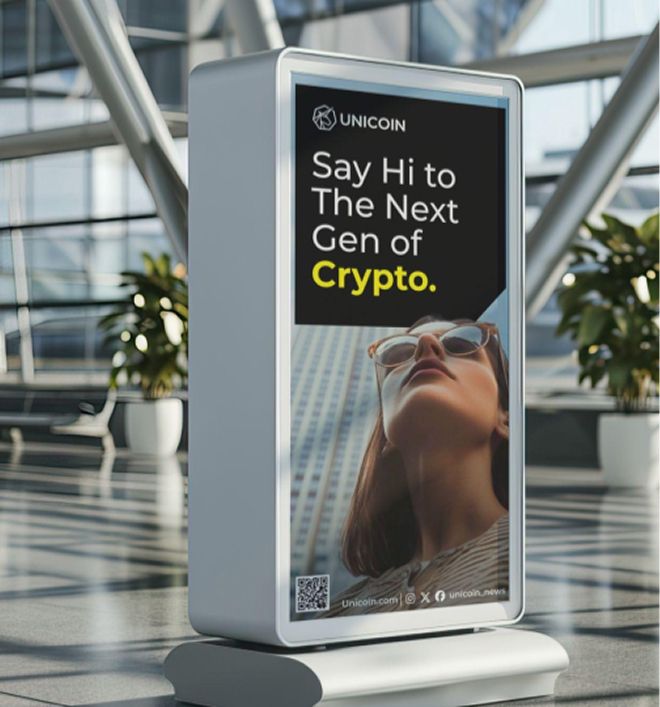 UNICOIN
Say Hi to
The Next
Gen of
Crypto.
Unicoin.com | unicoin_news